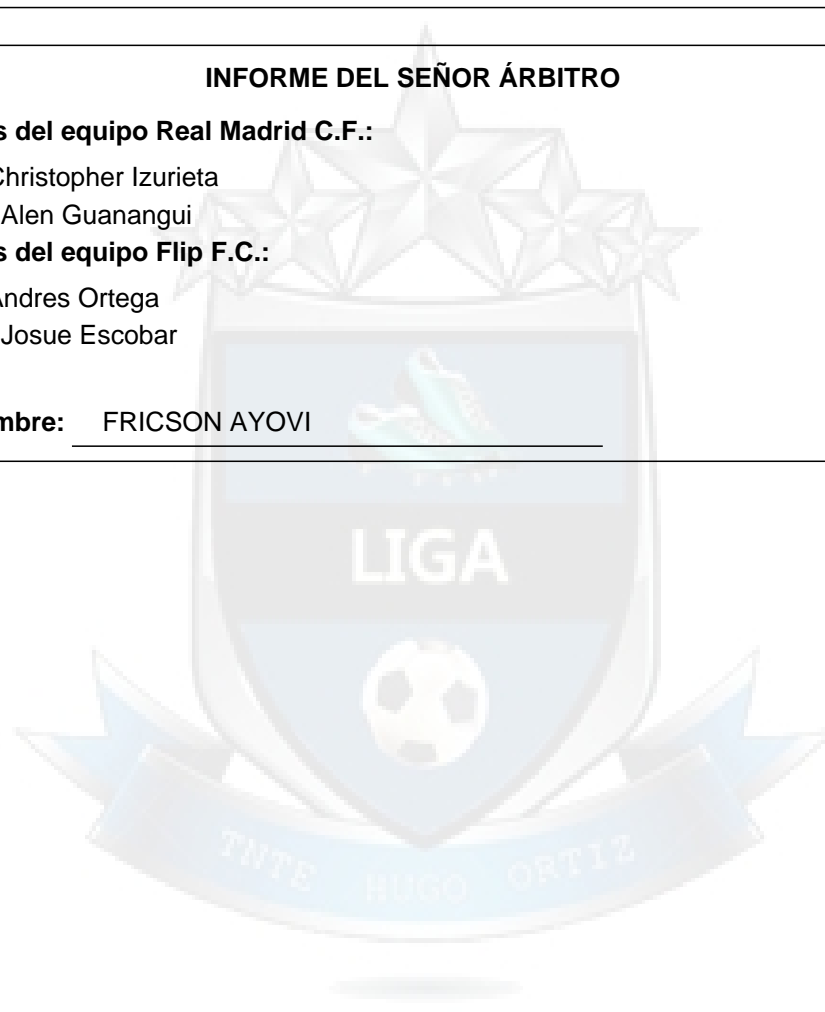 INFORME DEL SEÑOR ÁRBITRO
s del equipo Real Madrid C.F.:
Christopher Izurieta
Alen Guanangui
s del equipo Flip F.C.:
Andres Ortega
Josue Escobar
mbre: FRICSON AYOVI
LIGA
TNTE HUGO ORTIZ